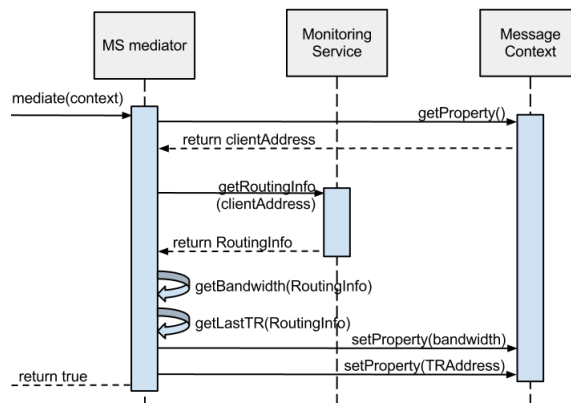 MS mediator
Monitoring
Service
Message
Context
mediate(context)
getProperty()
return clientAddress
getRoutingInfo
(clientAddress)
return RoutingInfo
getBandwidth(RoutingInfo)
getLastTR(RoutingInfo)
setProperty(bandwidth)
setProperty(TRAddress)
return true